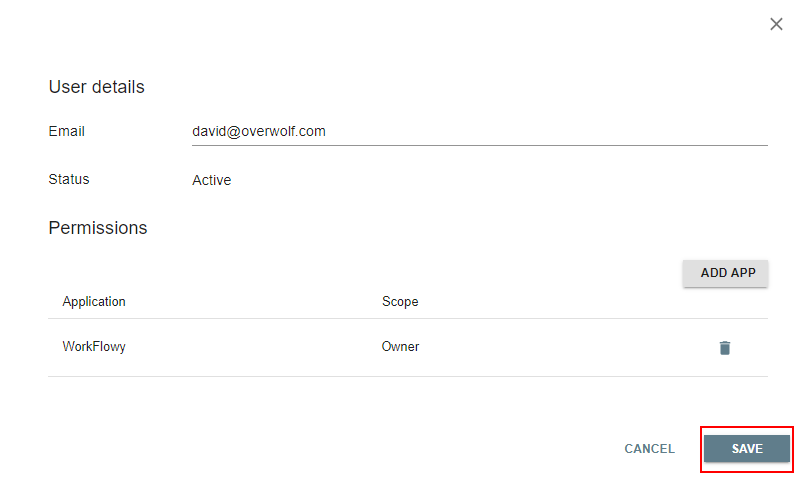 User details
Email david@overwolf.com
Status Active
Permissions
ADD APP
Application Scope
WorkFlowy Owner
CANCEL SAVE